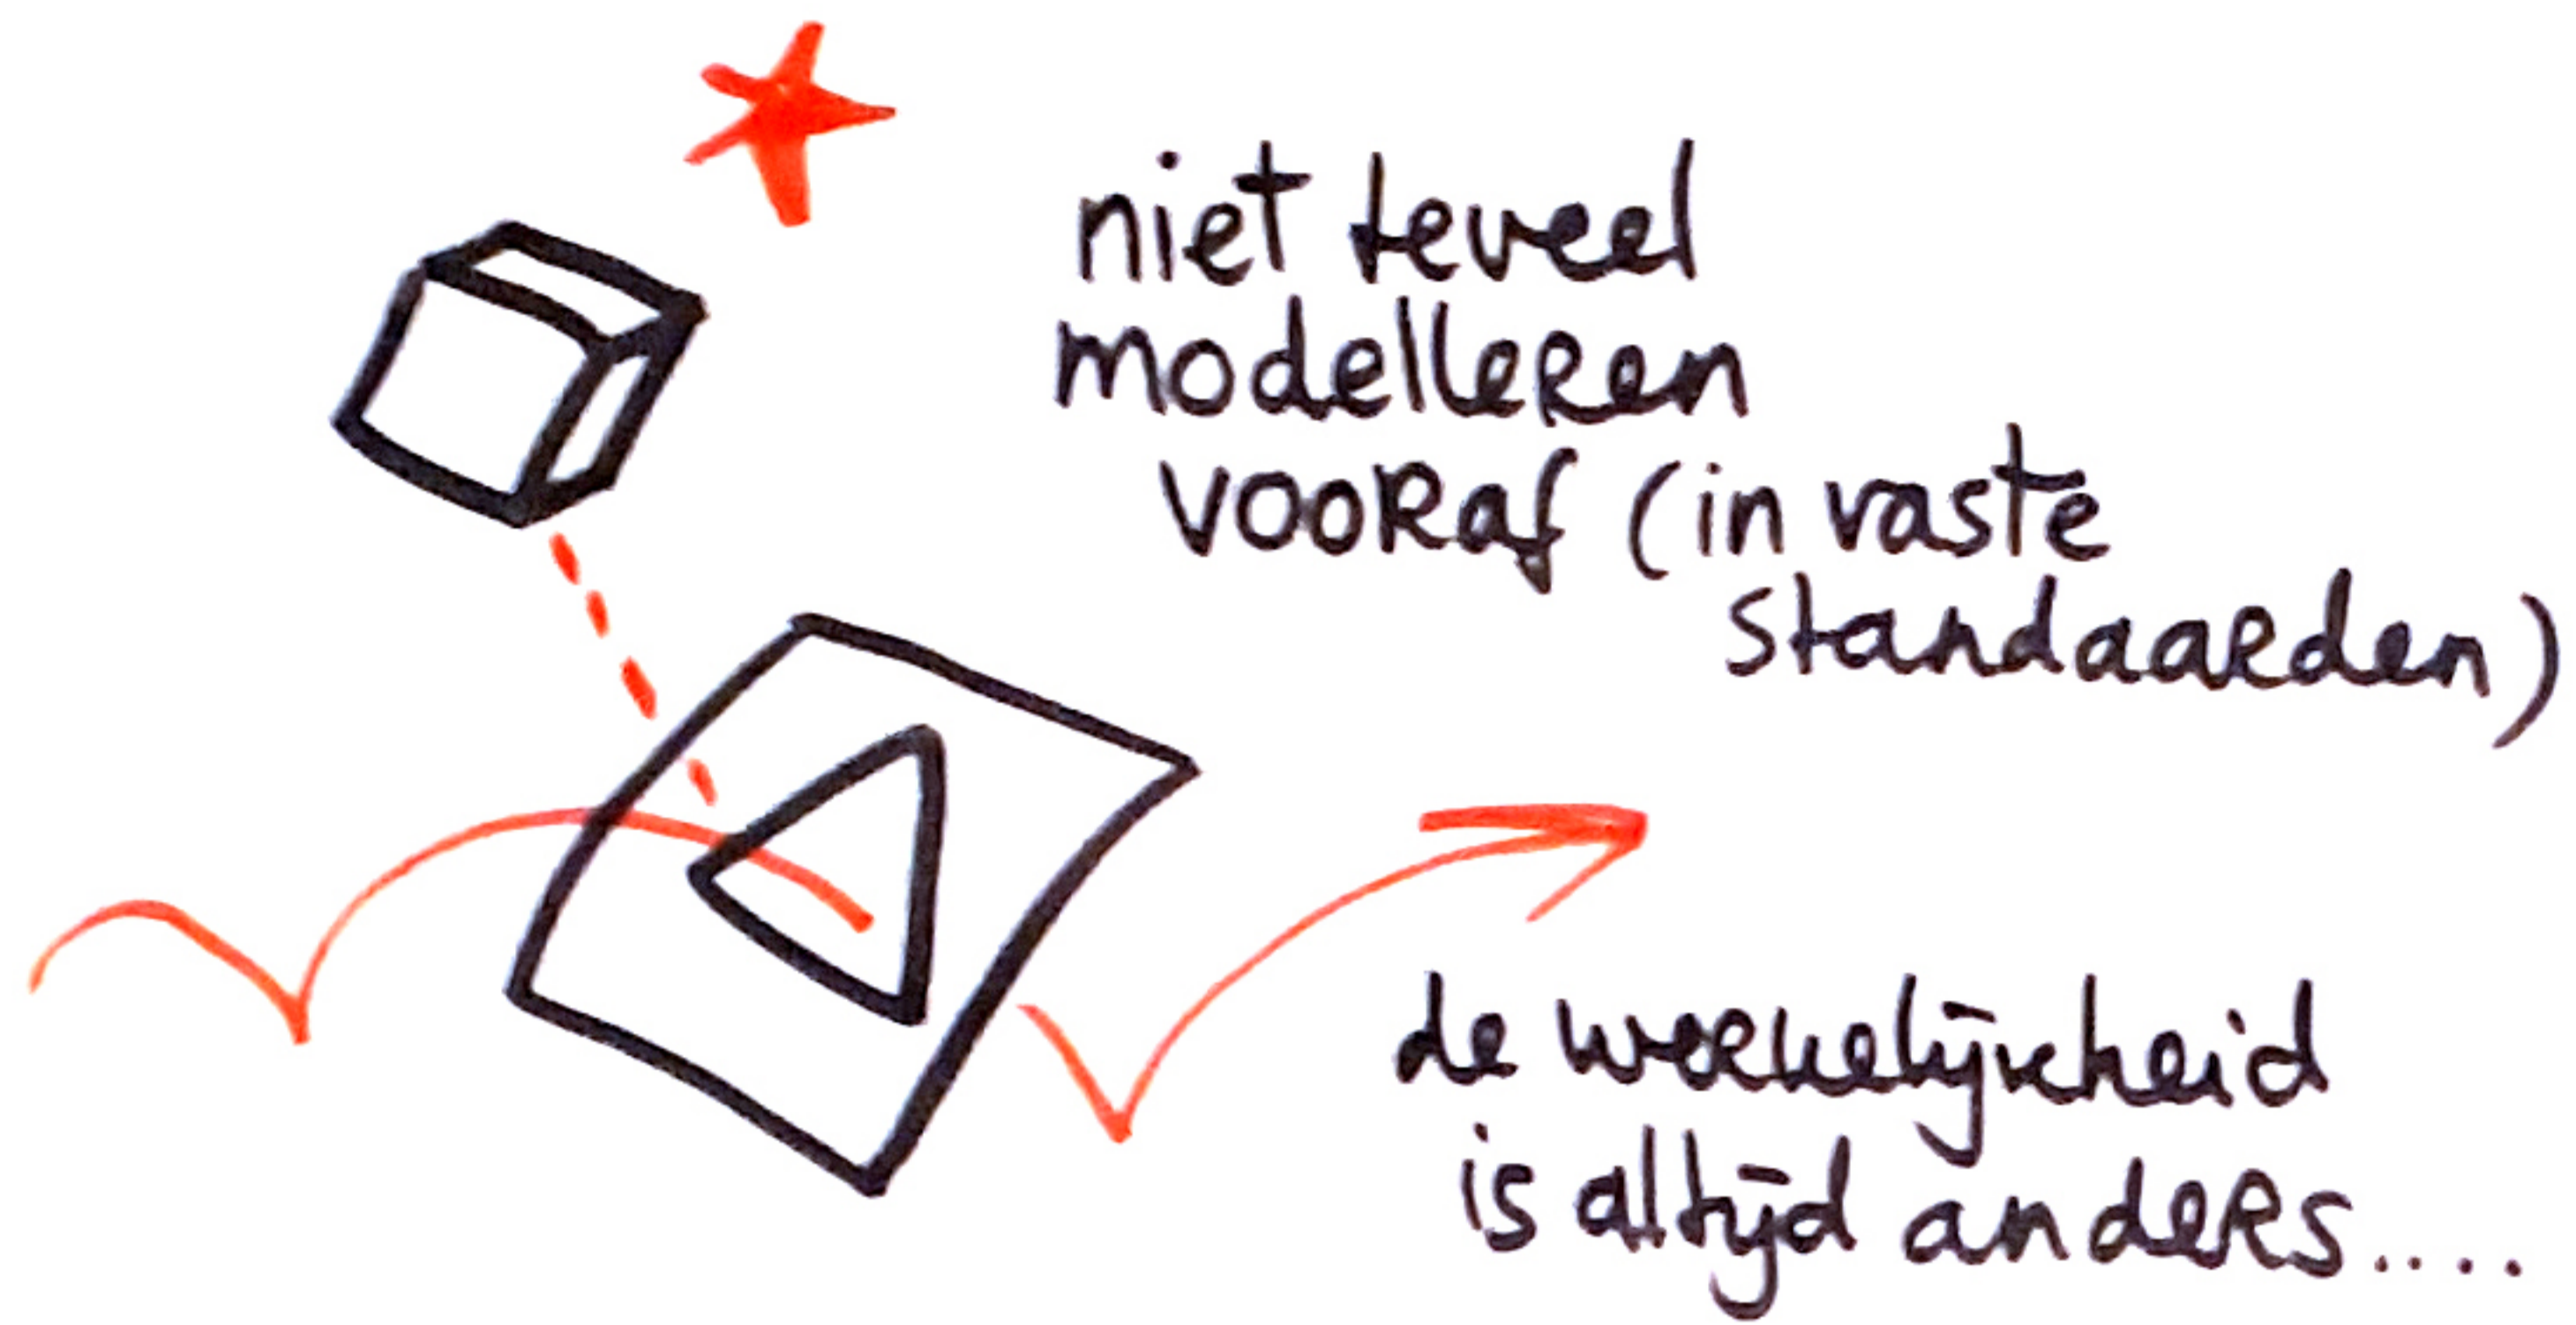 niet teveel
modelleren
vooraf (in vaste
standaarden)
de werkelijkheid
is altijd anders....